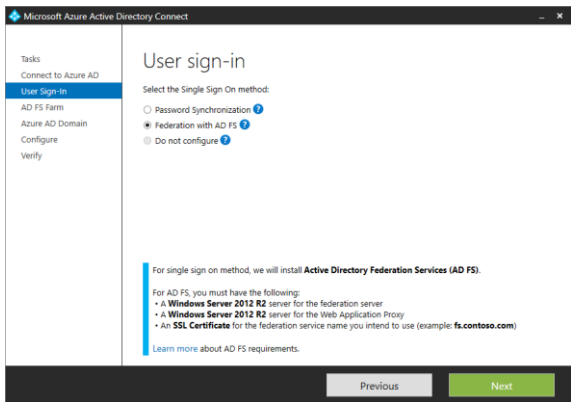 Microsoft Azure Active Directory Connect
Tasks
Connect to Azure AD
User Sign-In
AD FS Farm
Azure AD Domain
Configure
Verify
User sign-in
Select the Single Sign On method:
Password Synchronization ?
Federation with AD FS ?
Do not configure ?
For single sign on method, we will install Active Directory Federation Services (AD FS).
For AD FS, you must have the following:
• A Windows Server 2012 R2 server for the federation server
• A Windows Server 2012 R2 server for the Web Application Proxy
• An SSL Certificate for the federation service name you intend to use (example: fs.contoso.com)
Learn more about AD FS requirements.
Previous
Next